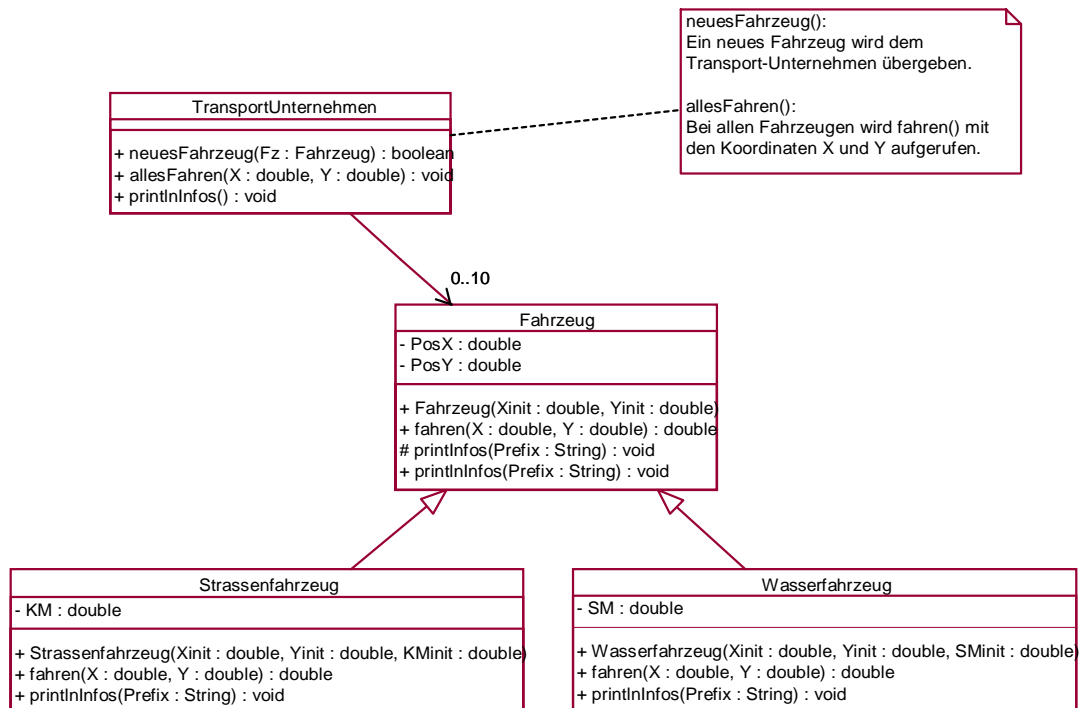 neuesFahrzeug():
Ein neues Fahrzeug wird dem
Transport-Unternehmen übergeben.
allesFahren():
Bei allen Fahrzeugen wird fahren() mit
den Koordinaten X und Y aufgerufen.
TransportUnternehmen
+ neuesFahrzeug(Fz : Fahrzeug) : boolean
+ allesFahren(X : double, Y : double) : void
+ printlnInfos() : void
0..10
Fahrzeug
- PosX : double
- PosY : double
+ Fahrzeug(Xinit : double, Yinit : double)
+ fahren(X : double, Y : double) : double
# printInfos(Prefix : String) : void
+ printlnInfos(Prefix : String) : void
Strassenfahrzeug
- KM : double
+ Strassenfahrzeug(Xinit : double, Yinit : double, KMinit : double)
+ fahren(X : double, Y : double) : double
+ printlnInfos(Prefix : String) : void
Wasserfahrzeug
- SM : double
+ Wasserfahrzeug(Xinit : double, Yinit : double, SMinit : double)
+ fahren(X : double, Y : double) : double
+ printlnInfos(Prefix : String) : void